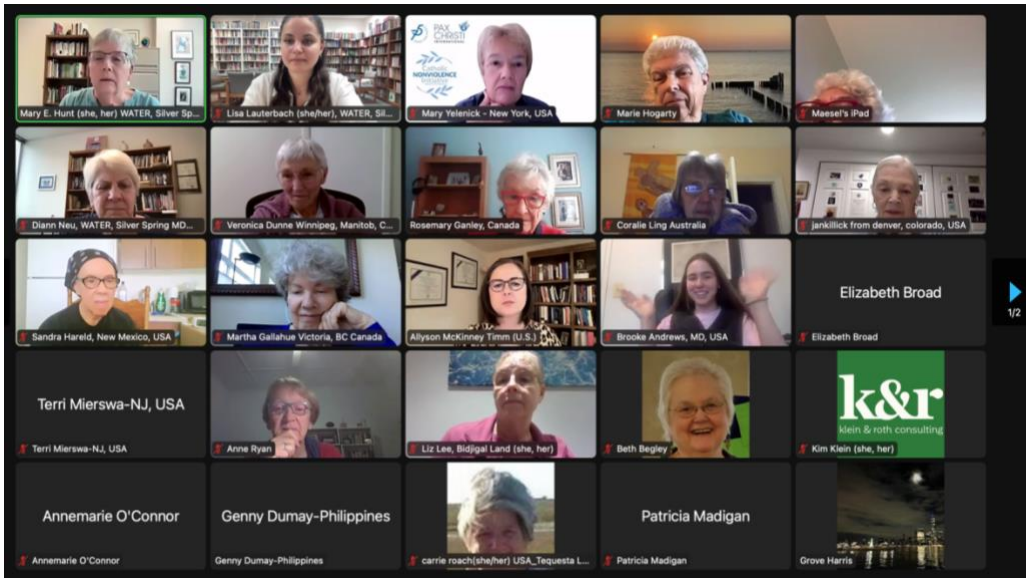 Mary E. Hunt (she, her) WATER, Silver Sp...
Lisa Lauterbach (she/her), WATER, Sil...
PAX
CHRISTI
INTERNATIONAL
Catholic
NONVIOLENCE
Initiative
Mary Yelenick - New York, USA
Marie Hogarty
Maesel's iPad
Diann Neu, WATER, Silver Spring MD...
Veronica Dunne Winnipeg, Manitob, C...
Rosemary Ganley, Canada
Coralie Ling Australia
jankillick from denver, colorado, USA
Sandra Hareld, New Mexico, USA
Martha Gallahue Victoria, BC Canada
Allyson McKinney Timm (U.S.)
Brooke Andrews, MD, USA
Elizabeth Broad
Elizabeth Broad
1/2
Terri Mierswa-NJ, USA
Terri Mierswa-NJ, USA
Anne Ryan
Liz Lee, Bidjigal Land (she, her)
Beth Begley
k&r
klein & roth consulting
Kim Klein (she, her)
Annemarie O'Connor
Annemarie O'Connor
Genny Dumay-Philippines
Genny Dumay-Philippines
carrie roach(she/her) USA_Tequesta L...
Patricia Madigan
Patricia Madigan
Grove Harris